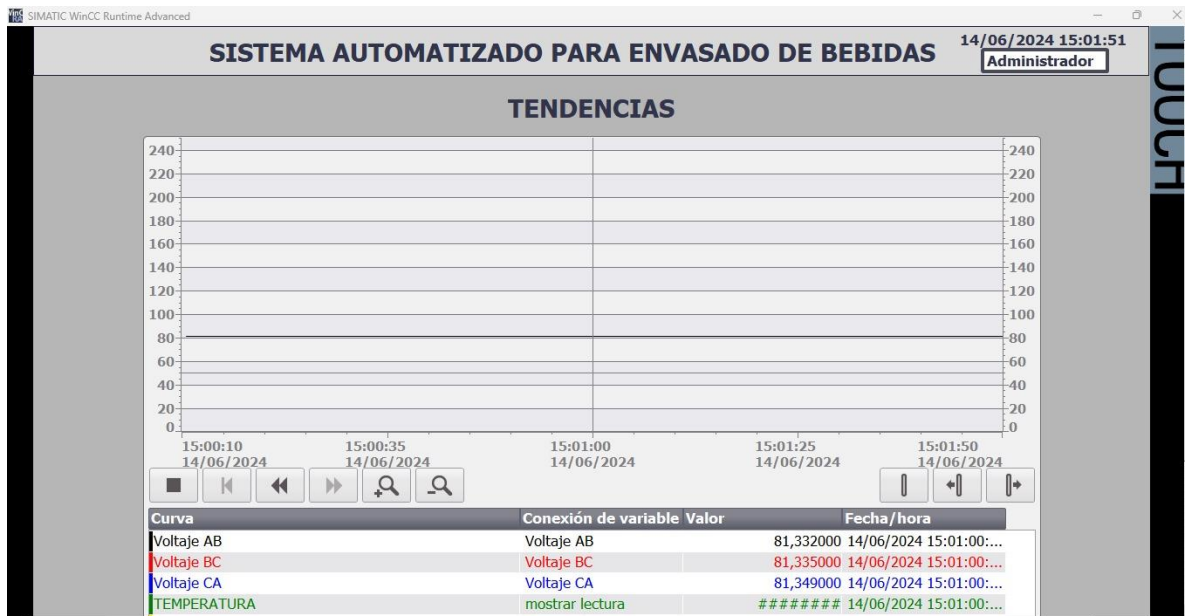 SIMATIC WinCC Runtime Advanced
SISTEMA AUTOMATIZADO PARA ENVASADO DE BEBIDAS
14/06/2024 15:01:51
Administrador
TOUCH
TENDENCIAS
240 240
220 220
200 200
180 180
160 160
140 140
120 120
100 100
80 80
60 60
40 40
20 20
0 0
15:00:10 15:00:35 15:01:00 15:01:25 15:01:50
14/06/2024 14/06/2024 14/06/2024 14/06/2024 14/06/2024
Curva Conexión de variable Valor Fecha/hora
Voltaje AB Voltaje AB 81,332000 14/06/2024 15:01:00:...
Voltaje BC Voltaje BC 81,335000 14/06/2024 15:01:00:...
Voltaje CA Voltaje CA 81,349000 14/06/2024 15:01:00:...
TEMPERATURA mostrar lectura ######## 14/06/2024 15:01:00:...